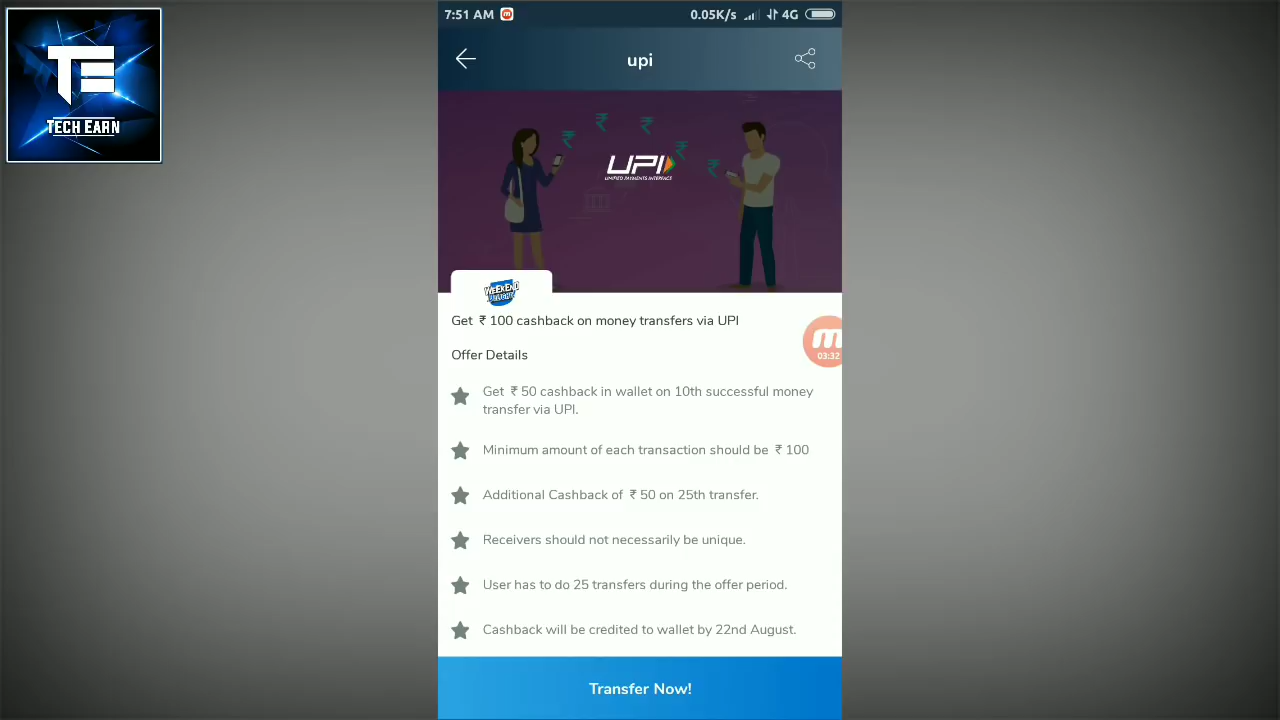 7:51 AM
0.05K/s
4G
TE
TECH EARN
upi
UPI
UNIFIED PAYMENTS INTERFACE
WEEKEND
DELIGHT
Get ₹ 100 cashback on money transfers via UPI
03:32
Offer Details
Get ₹ 50 cashback in wallet on 10th successful money
transfer via UPI.
Minimum amount of each transaction should be ₹ 100
Additional Cashback of ₹ 50 on 25th transfer.
Receivers should not necessarily be unique.
User has to do 25 transfers during the offer period.
Cashback will be credited to wallet by 22nd August.
Transfer Now!